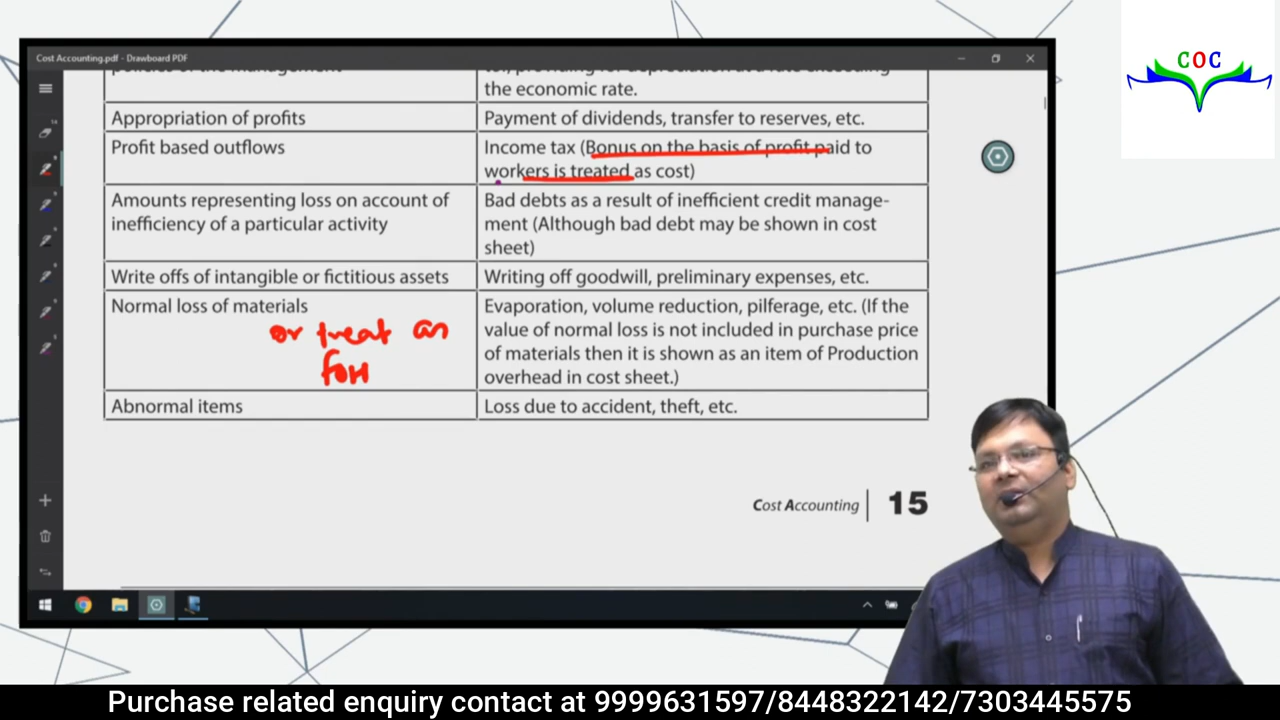 COC
Cost Accounting.pdf - Drawboard PDF
the economic rate.
Appropriation of profits
Payment of dividends, transfer to reserves, etc.
Profit based outflows
Income tax (Bonus on the basis of profit paid to
workers is treated as cost)
Amounts representing loss on account of
inefficiency of a particular activity
Bad debts as a result of inefficient credit manage-
ment (Although bad debt may be shown in cost
sheet)
Write offs of intangible or fictitious assets
Writing off goodwill, preliminary expenses, etc.
Normal loss of materials
or treat as
FOH
Evaporation, volume reduction, pilferage, etc. (If the
value of normal loss is not included in purchase price
of materials then it is shown as an item of Production
overhead in cost sheet.)
Abnormal items
Loss due to accident, theft, etc.
Cost Accounting 15
Purchase related enquiry contact at 9999631597/8448322142/7303445575